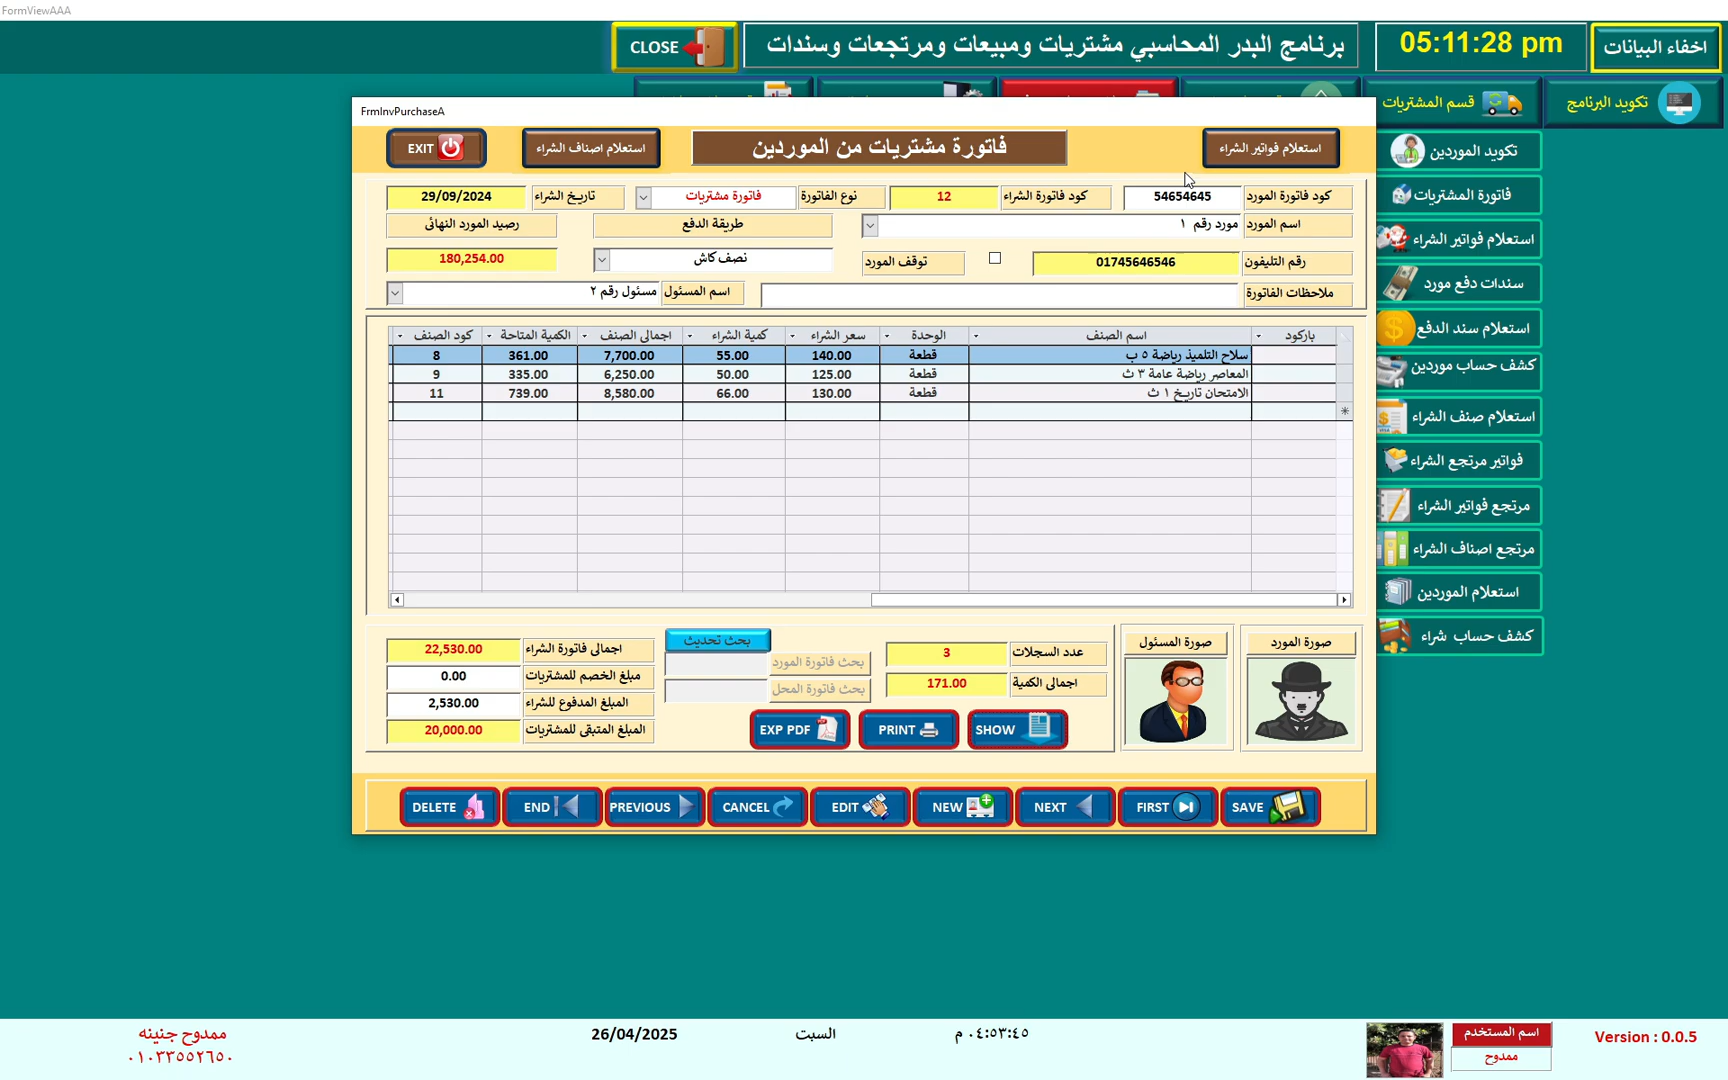 FormViewAAA
اخفاء البيانات
05:11:28 pm
برنامج البدر المحاسبي مشتريات ومبيعات ومرتجعات وسندات
CLOSE
تكويد البرنامج
قسم المشتريات
تكويد الموردين
فاتورة المشتريات
استعلام فواتير الشراء
سندات دفع مورد
استعلام سند الدفع
كشف حساب موردين
استعلام صنف الشراء
فواتير مرتجع الشراء
مرتجع فواتير الشراء
مرتجع اصناف الشراء
استعلام الموردين
كشف حساب شراء
FrmInvPurchaseA
استعلام فواتير الشراء
فاتورة مشتريات من الموردين
استعلام اصناف الشراء
EXIT
كود فاتورة المورد 54654645 كود فاتورة الشراء 12 نوع الفاتورة فاتورة مشتريات تاريخ الشراء 29/09/2024
اسم المورد مورد رقم ١ طريقة الدفع رصيد المورد النهائى
رقم التليفون 01745646546 توقف المورد نصف كاش 180,254.00
ملاحظات الفاتورة اسم المسئول مسئول رقم ٢
باركود اسم الصنف الوحدة سعر الشراء كمية الشراء اجمالى الصنف الكمية المتاحة كود الصنف
سلاح التلميذ رياضة ٥ ب قطعة 140.00 55.00 7,700.00 361.00 8
المعاصر رياضة عامة ٣ ث قطعة 125.00 50.00 6,250.00 335.00 9
الامتحان تاريخ ١ ث قطعة 130.00 66.00 8,580.00 739.00 11
صورة المورد
صورة المسئول
عدد السجلات 3
اجمالى الكمية 171.00
بحث تحديث
بحث فاتورة المورد
بحث فاتورة المحل
اجمالى فاتورة الشراء 22,530.00
مبلغ الخصم للمشتريات 0.00
المبلغ المدفوع للشراء 2,530.00
المبلغ المتبقى للمشتريات 20,000.00
EXP PDF PRINT SHOW
DELETE END PREVIOUS CANCEL EDIT NEW NEXT FIRST SAVE
Version : 0.0.5
اسم المستخدم
ممدوح
٠٤:٥٣:٤٥ م
السبت
26/04/2025
ممدوح جنينه
٠١٠٣٣٥٥٢٦٥٠